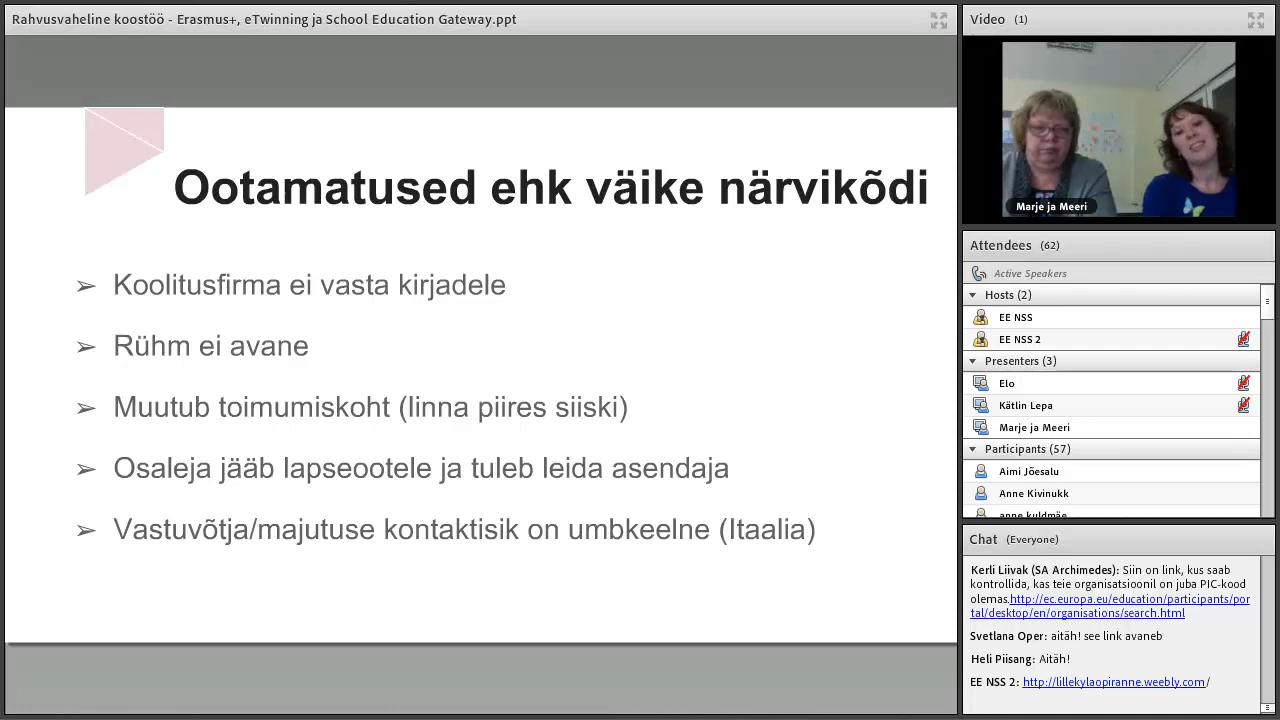 Rahvusvaheline koostöö - Erasmus+, eTwinning ja School Education Gateway.ppt
Ootamatused ehk väike närvikõdi
➢ Koolitusfirma ei vasta kirjadele
➢ Rühm ei avane
➢ Muutub toimumiskoht (linna piires siiski)
➢ Osaleja jääb lapseootele ja tuleb leida asendaja
➢ Vastuvõtja/majutuse kontaktisik on umbkeelne (Itaalia)
Video (1)
Marje ja Meeri
Attendees (62)
Active Speakers
Hosts (2)
EE NSS
EE NSS 2
Presenters (3)
Elo
Kätlin Lepa
Marje ja Meeri
Participants (57)
Aimi Jõesalu
Anne Kivinukk
anne kuldmäe
Chat (Everyone)
Kerli Liivak (SA Archimedes): Siin on link, kus saab
kontrollida, kas teie organisatsioonil on juba PIC-kood
olemas.http://ec.europa.eu/education/participants/por
tal/desktop/en/organisations/search.html
Svetlana Oper: aitäh! see link avaneb
Heli Piisang: Aitäh!
EE NSS 2: http://lillekylaopiranne.weebly.com/